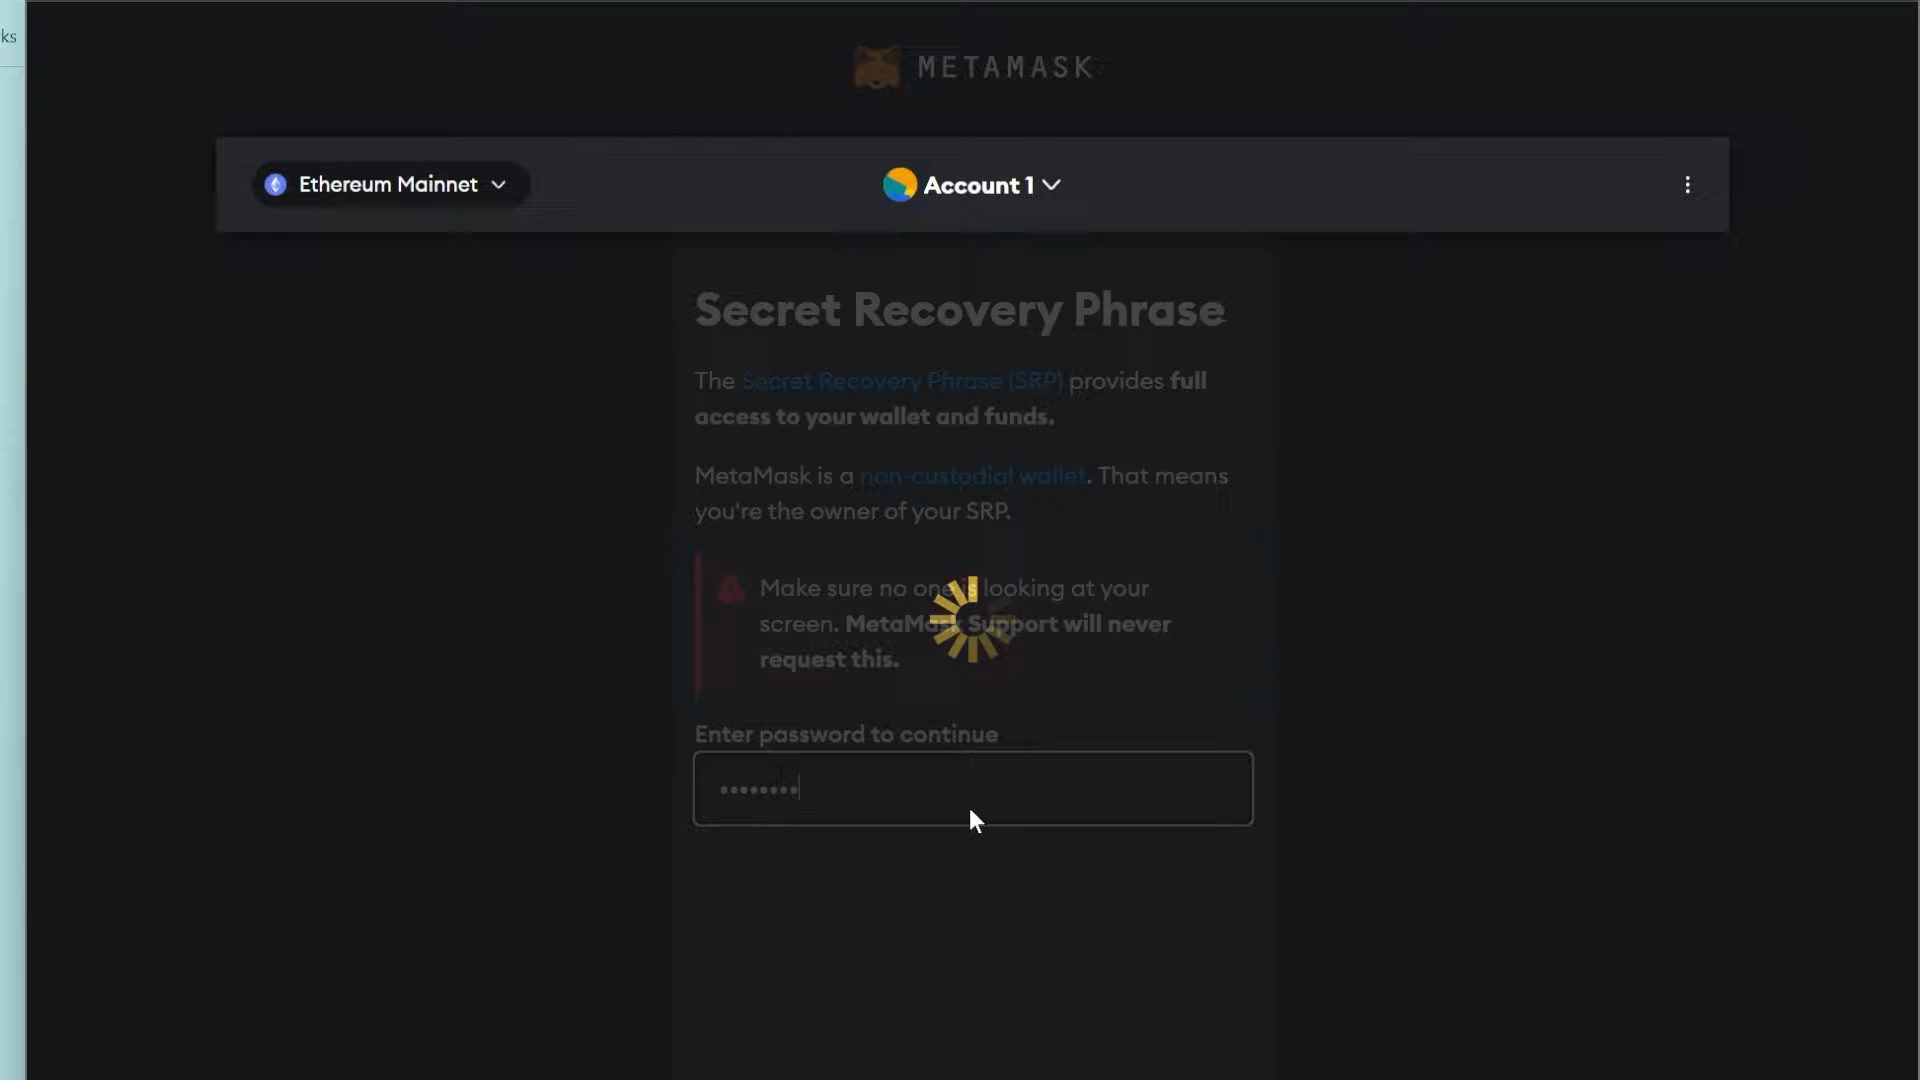 ks
METAMASK
Ethereum Mainnet
Account 1
Secret Recovery Phrase
The Secret Recovery Phrase (SRP) provides full
access to your wallet and funds.
MetaMask is a non-custodial wallet. That means
you're the owner of your SRP.
Make sure no one is looking at your
screen. MetaMask Support will never
request this.
Enter password to continue
••••••••